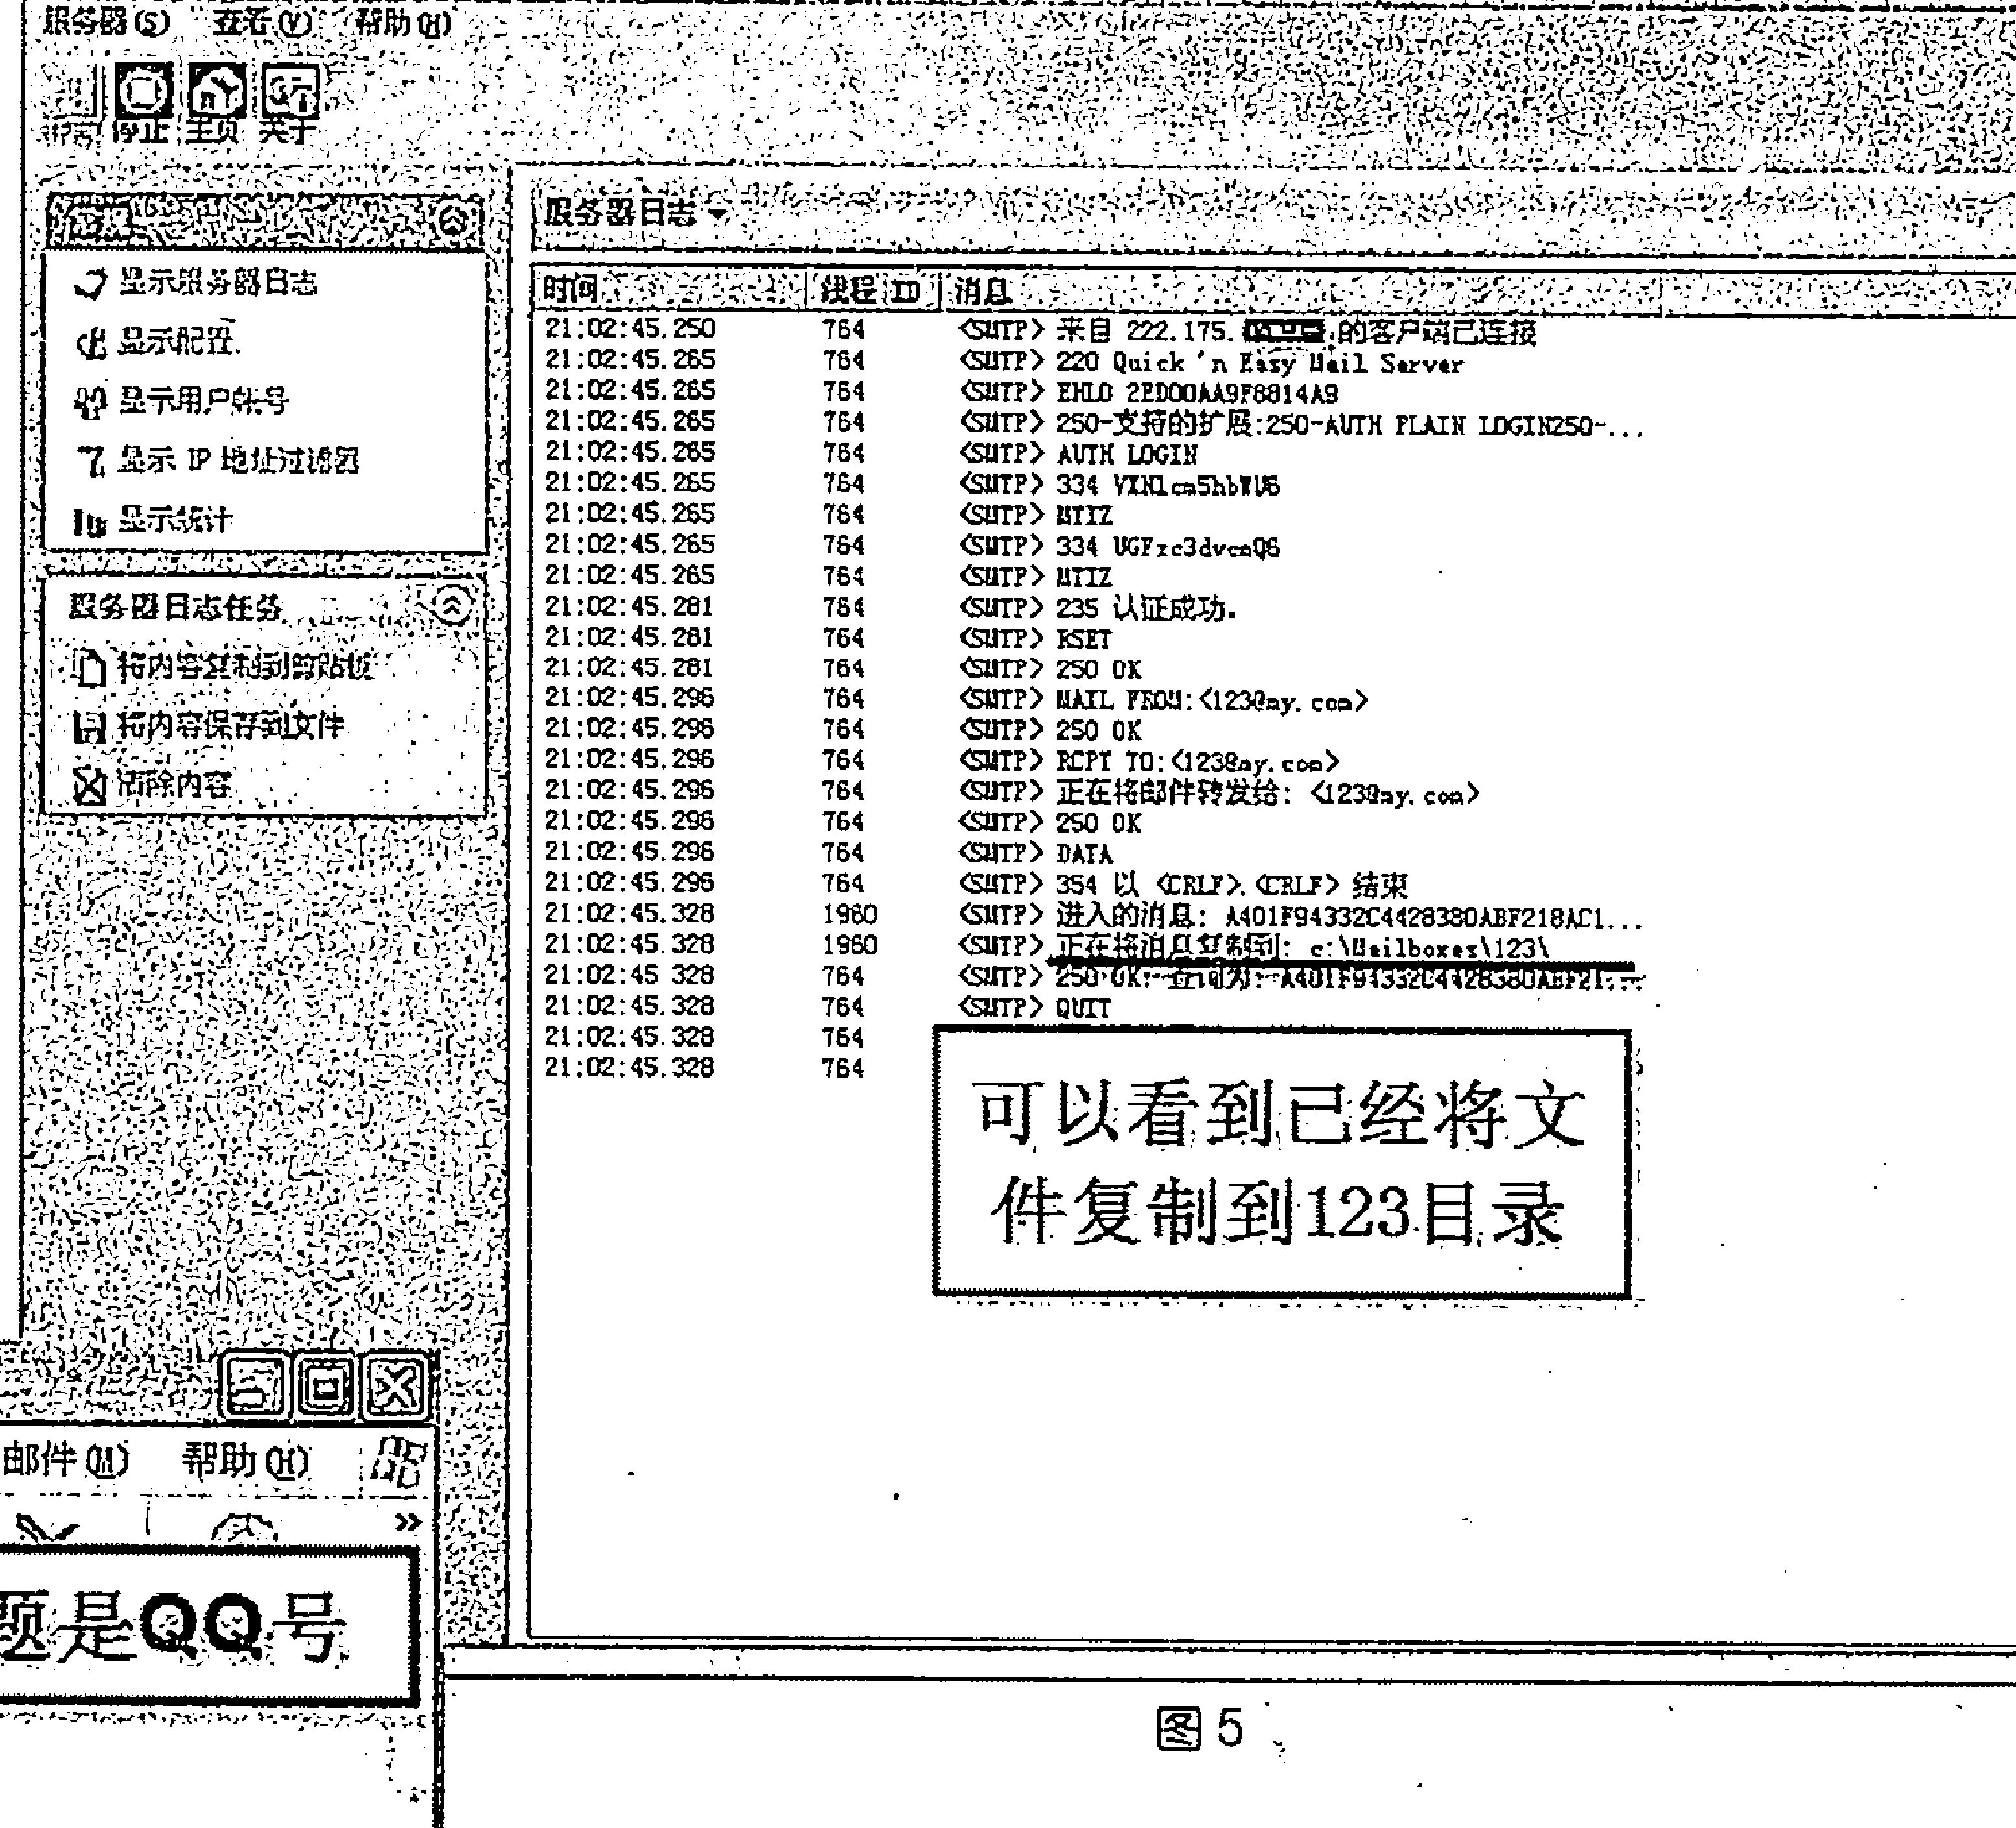 服务器(S) 查看(V) 帮助(H)
停止 主页 关于
显示服务器日志
显示配置
显示用户帐号
显示 IP 地址过滤器
显示统计
服务器日志任务
将内容复制到剪贴板
将内容保存到文件
清除内容
服务器日志
时间 线程 ID 消息
21:02:45.250 764 <SMTP> 来自 222.175. 的客户端已连接
21:02:45.265 764 <SMTP> 220 Quick 'n Easy Mail Server
21:02:45.265 764 <SMTP> EHLO 2ED00AA9F8814A9
21:02:45.265 764 <SMTP> 250-支持的扩展:250-AUTH PLAIN LOGIN250-...
21:02:45.265 764 <SMTP> AUTH LOGIN
21:02:45.265 764 <SMTP> 334
21:02:45.265 764 <SMTP> MTIZ
21:02:45.265 764 <SMTP> 334
21:02:45.265 764 <SMTP> MTIZ
21:02:45.281 764 <SMTP> 235 认证成功.
21:02:45.281 764 <SMTP> RSET
21:02:45.281 764 <SMTP> 250 OK
21:02:45.296 764 <SMTP> MAIL FROM:<123@my.com>
21:02:45.296 764 <SMTP> 250 OK
21:02:45.296 764 <SMTP> RCPT TO:<123@my.com>
21:02:45.296 764 <SMTP> 正在将邮件转发给: <123@my.com>
21:02:45.296 764 <SMTP> 250 OK
21:02:45.296 764 <SMTP> DATA
21:02:45.296 764 <SMTP> 354 以 <CRLF>.<CRLF> 结束
21:02:45.328 1960 <SMTP> 进入的消息: A401F94332C4428380ABF218AC1...
21:02:45.328 1960 <SMTP> 正在将消息复制到: c:\Mailboxes\123\
21:02:45 328 764 <SMTP> 250 OK: 查询为: A401F94332C4428380ABF21...
21:02:45.328 764 <SMTP> QUIT
21:02:45.328 764
21:02:45.328 764
可以看到已经将文
件复制到123目录
邮件(M) 帮助(H)
»
题是QQ号
图 5